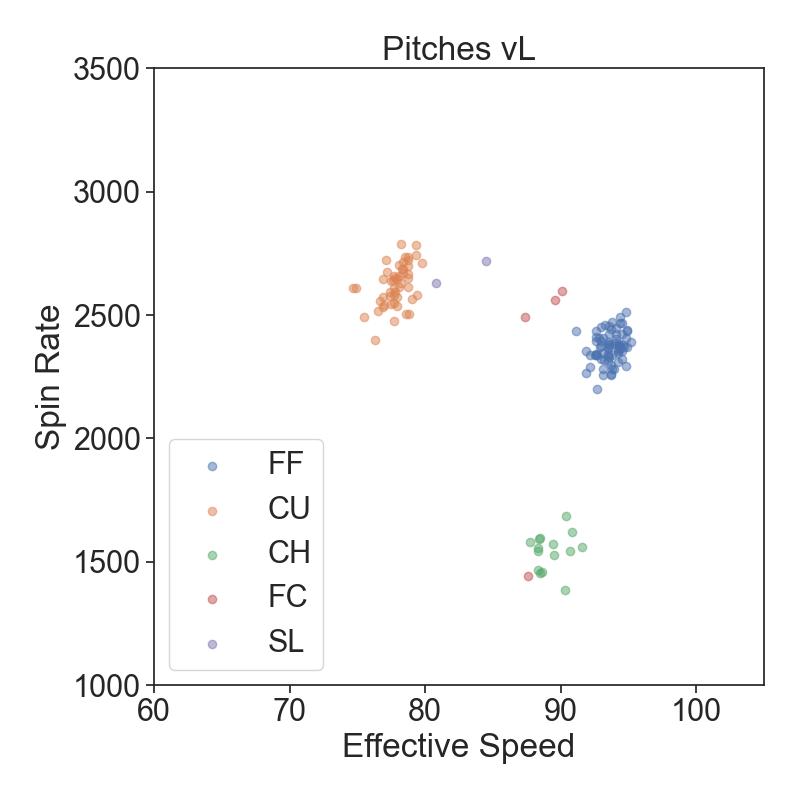 Pitches vL
3500
3000
2500
2000
1500
1000
Spin Rate
FF
CU
CH
FC
SL
60 70 80 90 100
Effective Speed